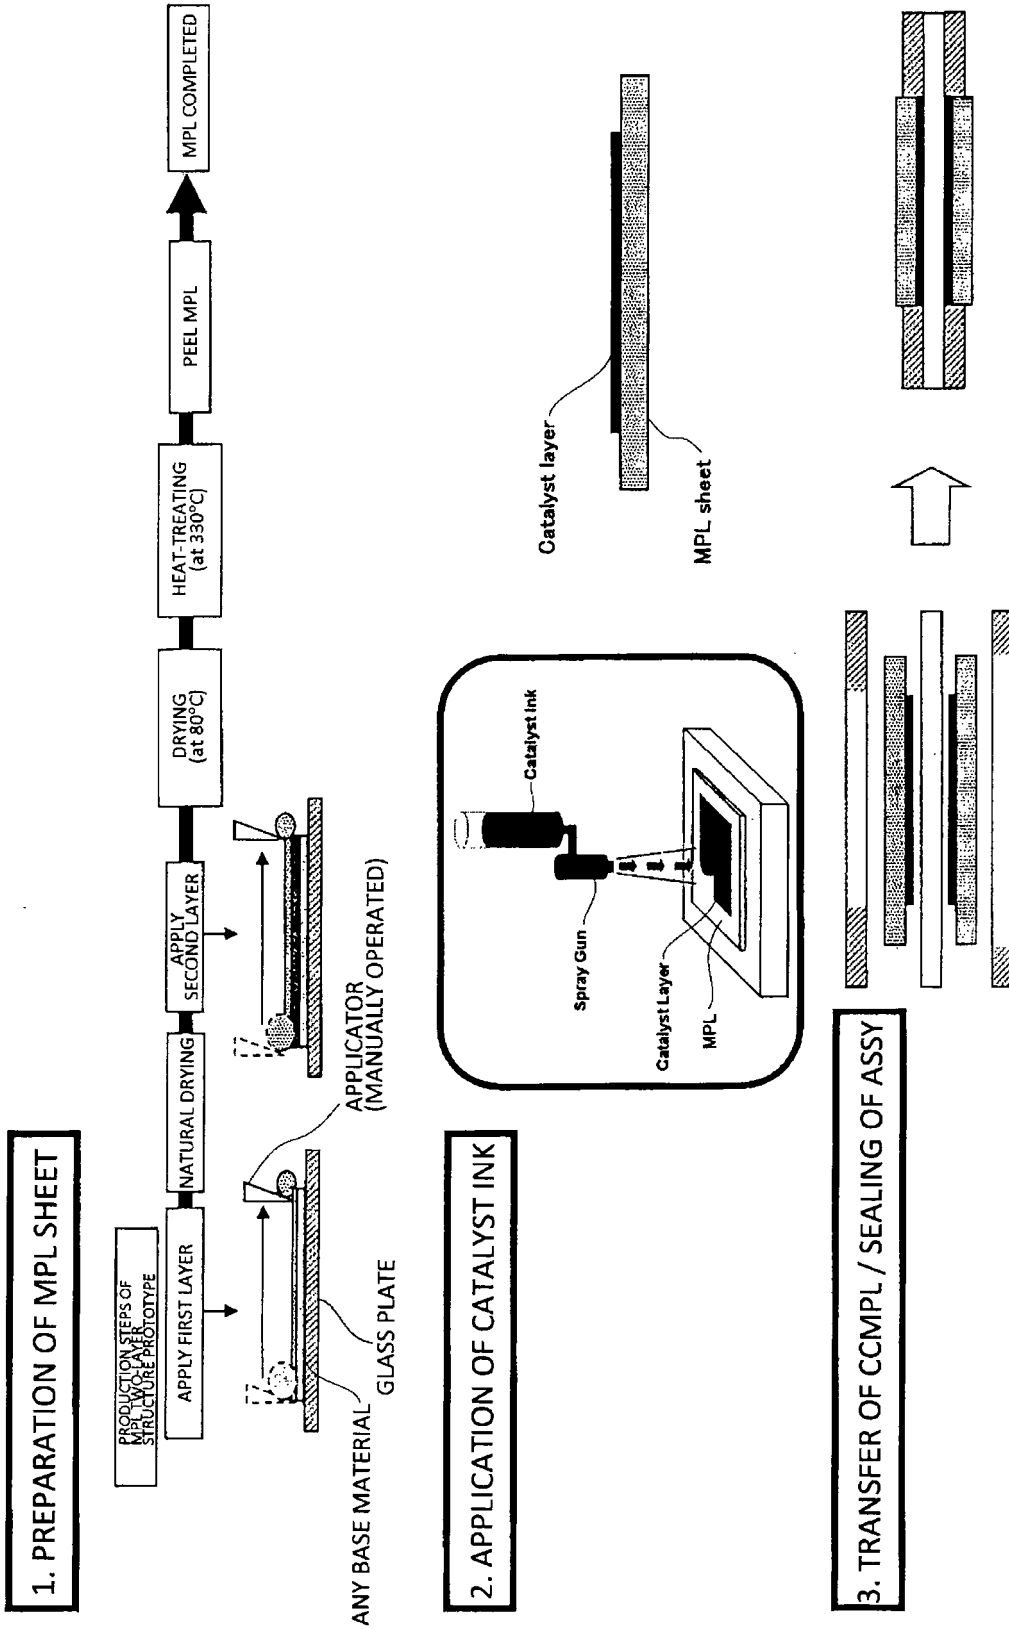 1. PREPARATION OF MPL SHEET
PRODUCTION STEPS OF
MPL TWO-LAYER
STRUCTURE PROTOTYPE
APPLY FIRST LAYER
NATURAL DRYING
APPLY
SECOND LAYER
DRYING
(at 80°C)
HEAT-TREATING
(at 330°C)
PEEL MPL
MPL COMPLETED
ANY BASE MATERIAL
GLASS PLATE
APPLICATOR
(MANUALLY OPERATED)
2. APPLICATION OF CATALYST INK
Spray Gun
Catalyst Ink
Catalyst Layer
MPL
Catalyst layer
MPL sheet
3. TRANSFER OF CCMPL / SEALING OF ASSY